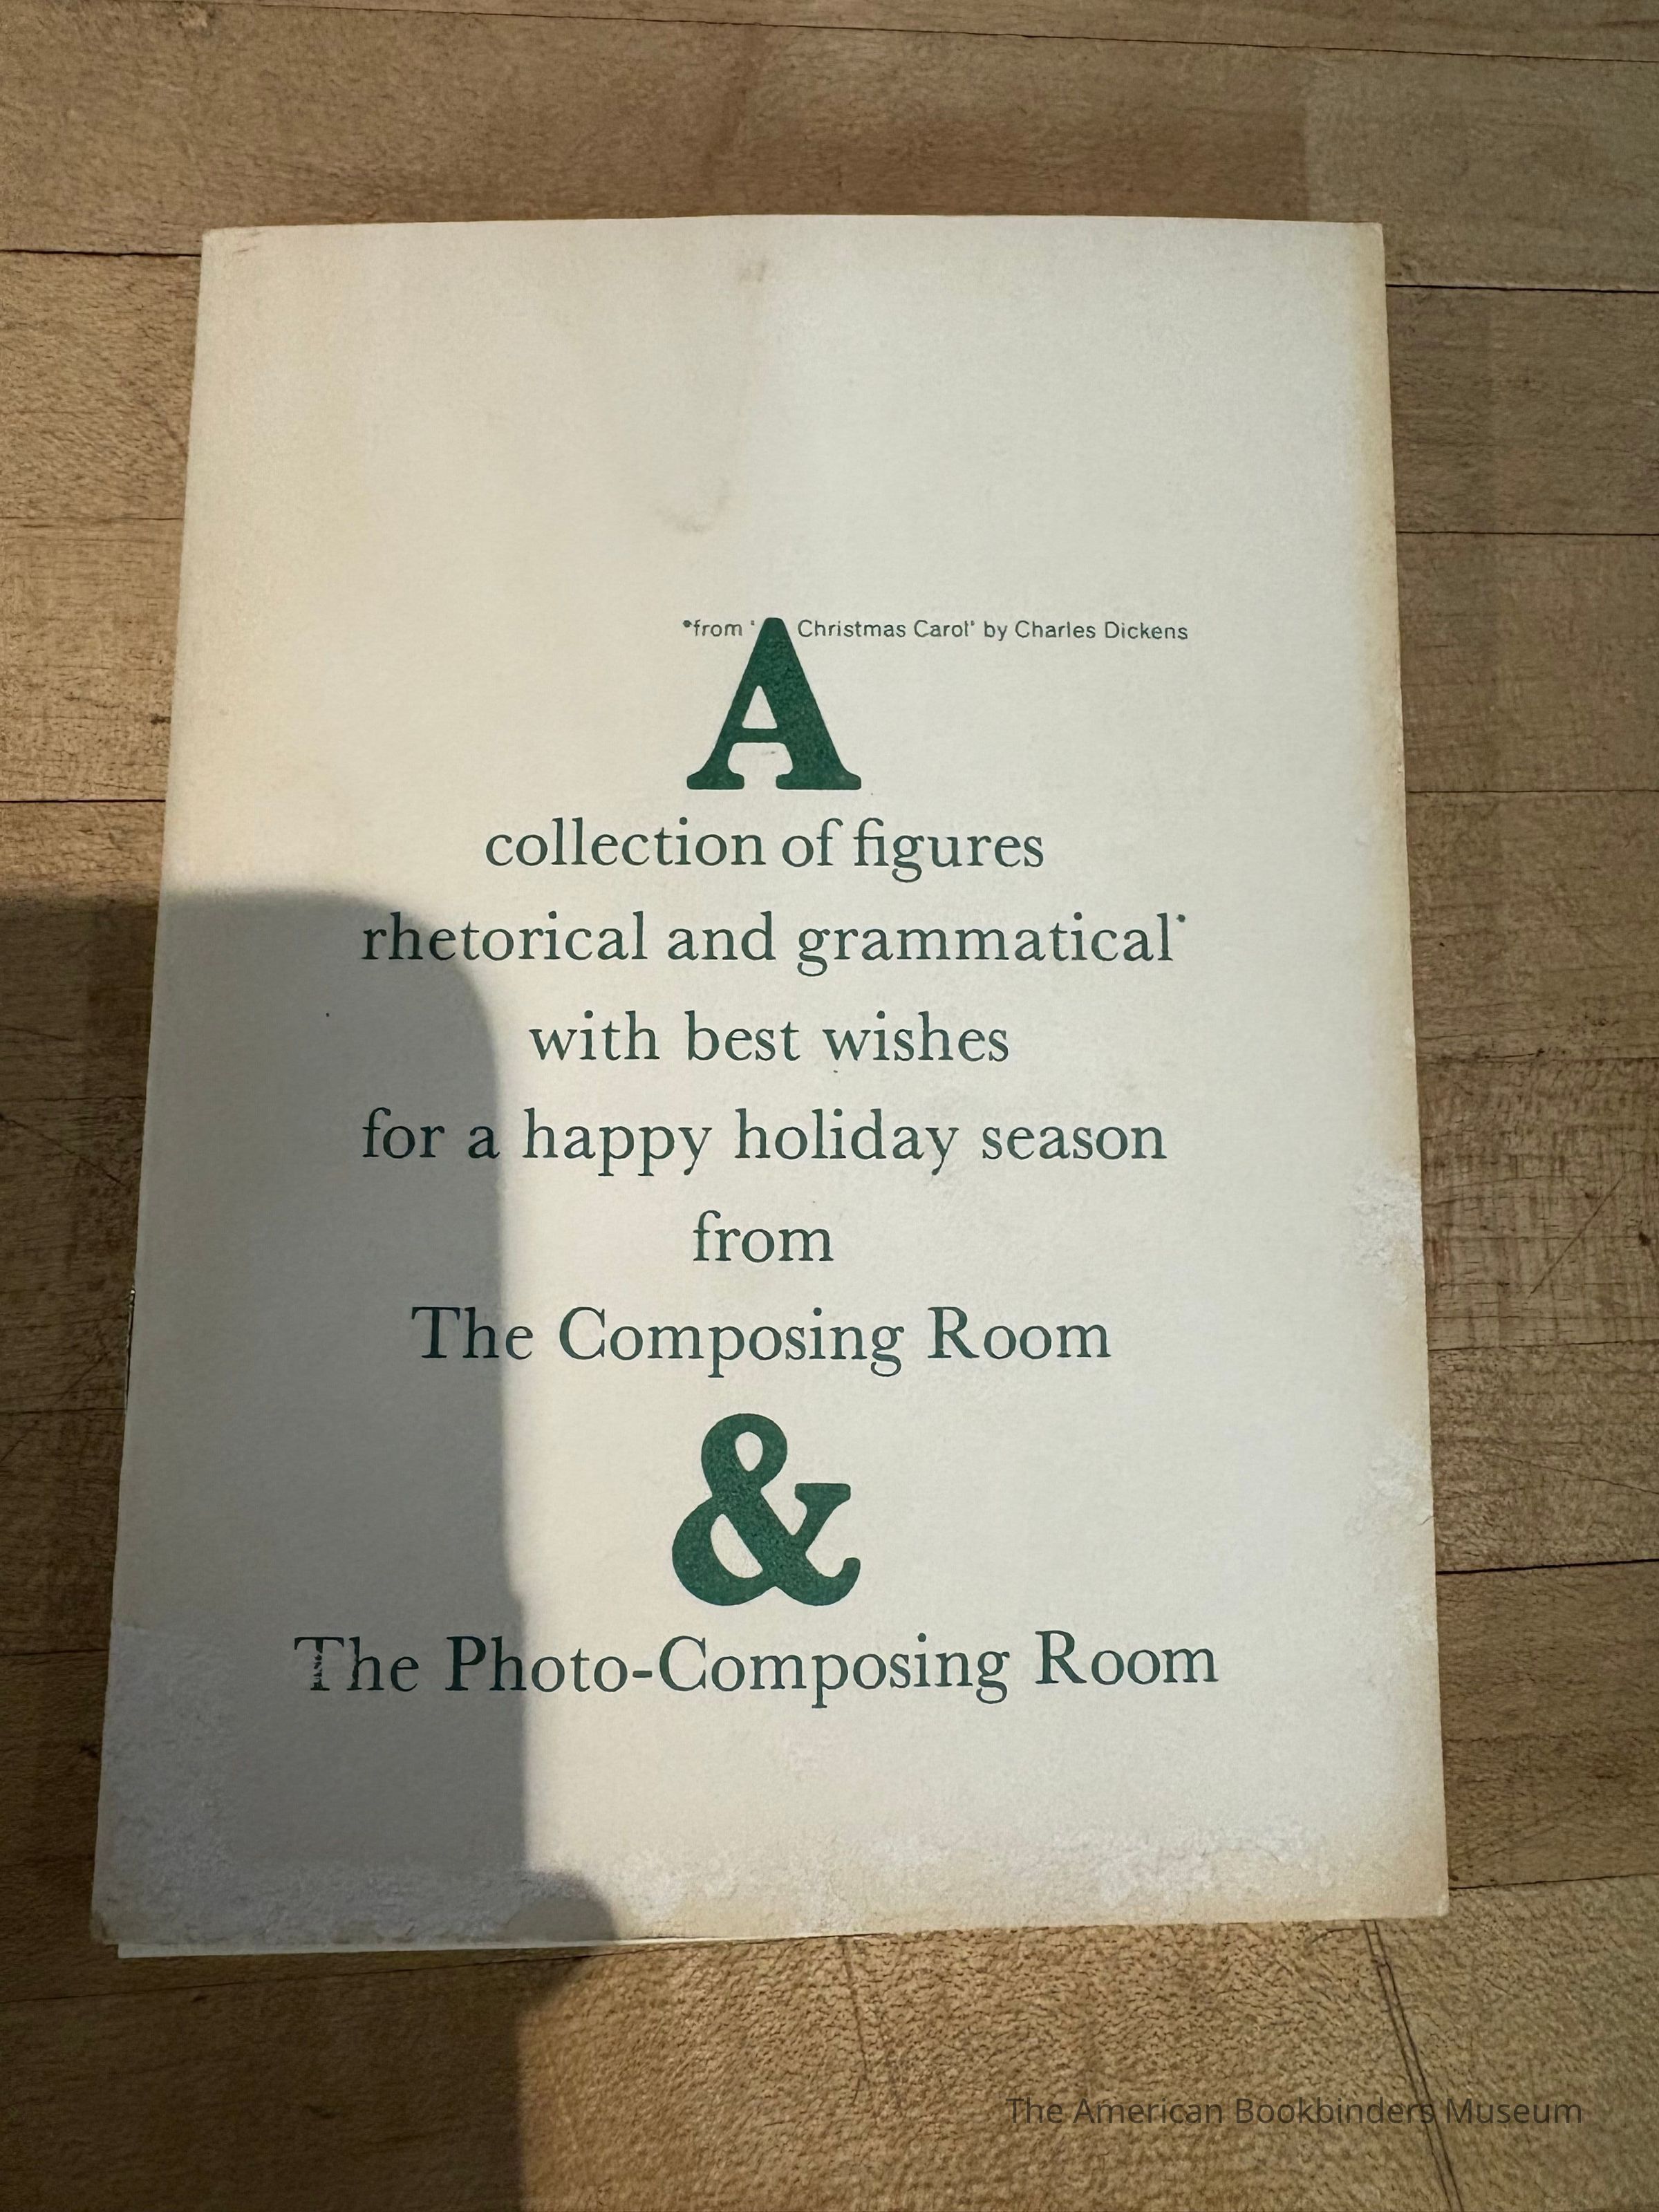 *from 'A Christmas Carol' by Charles Dickens
collection of figures
rhetorical and grammatical*
with best wishes
for a happy holiday season
from
The Composing Room
&
The Photo-Composing Room
The American Bookbinders Museum